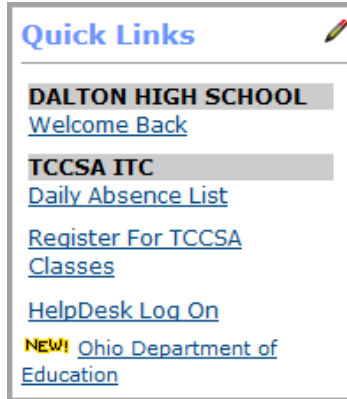 Quick Links
DALTON HIGH SCHOOL
Welcome Back
TCCSA ITC
Daily Absence List
Register For TCCSA
Classes
HelpDesk Log On
NEW! Ohio Department of
Education